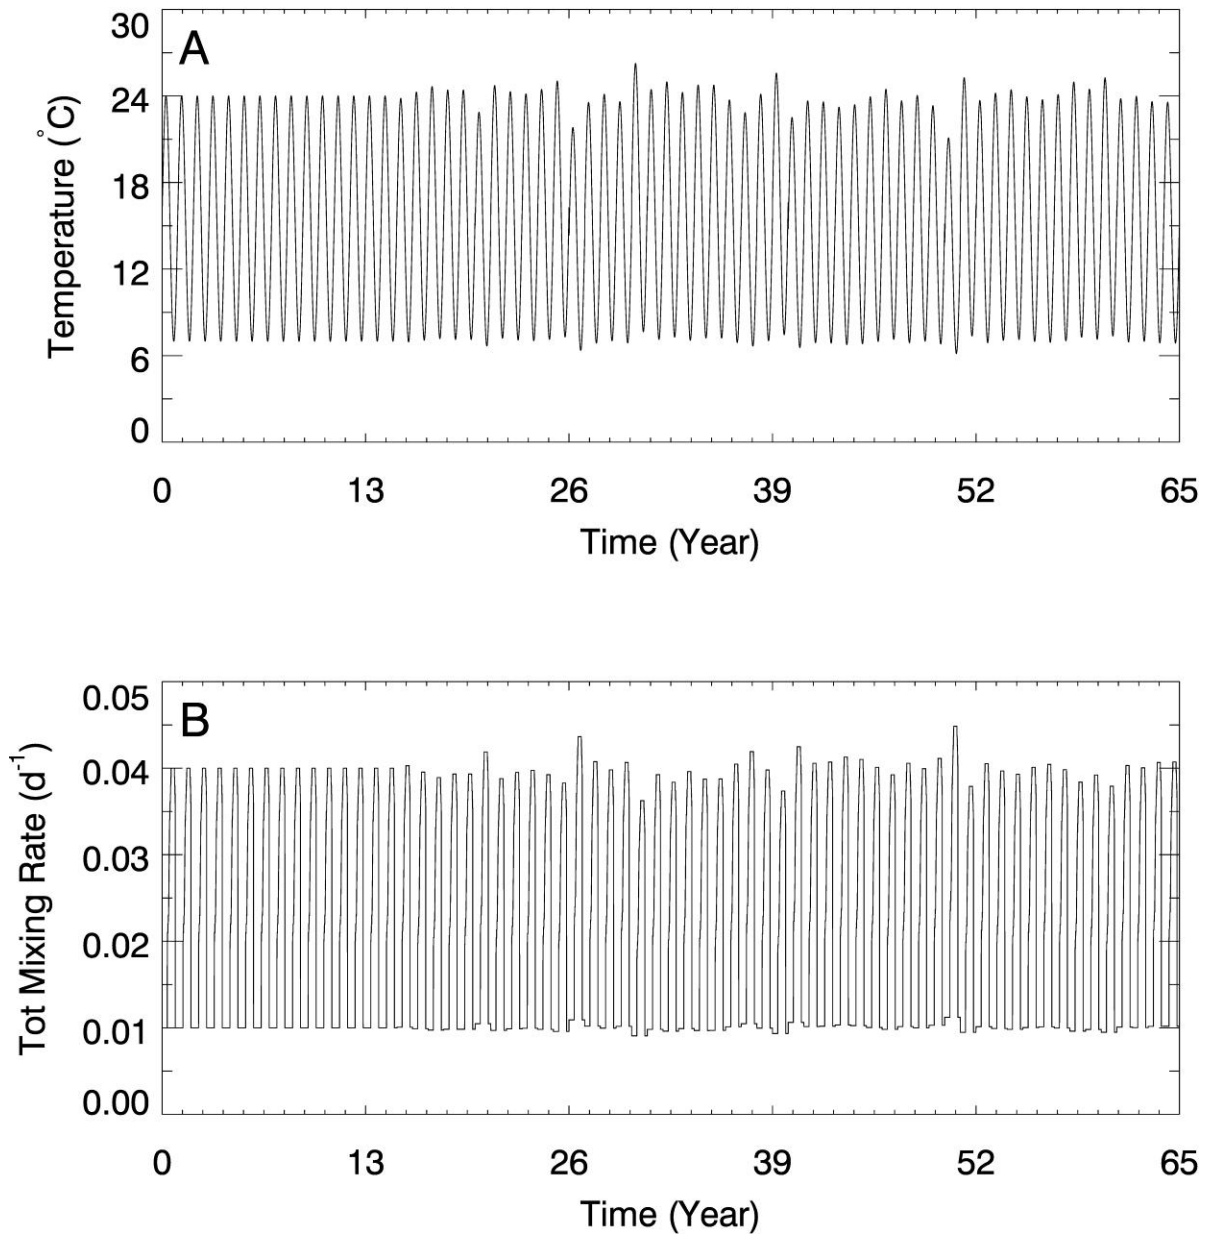 A
30
24
18
12
6
0
Temperature (°C)
0 13 26 39 52 65
Time (Year)
B
0.05
0.04
0.03
0.02
0.01
0.00
Tot Mixing Rate (d⁻¹)
0 13 26 39 52 65
Time (Year)